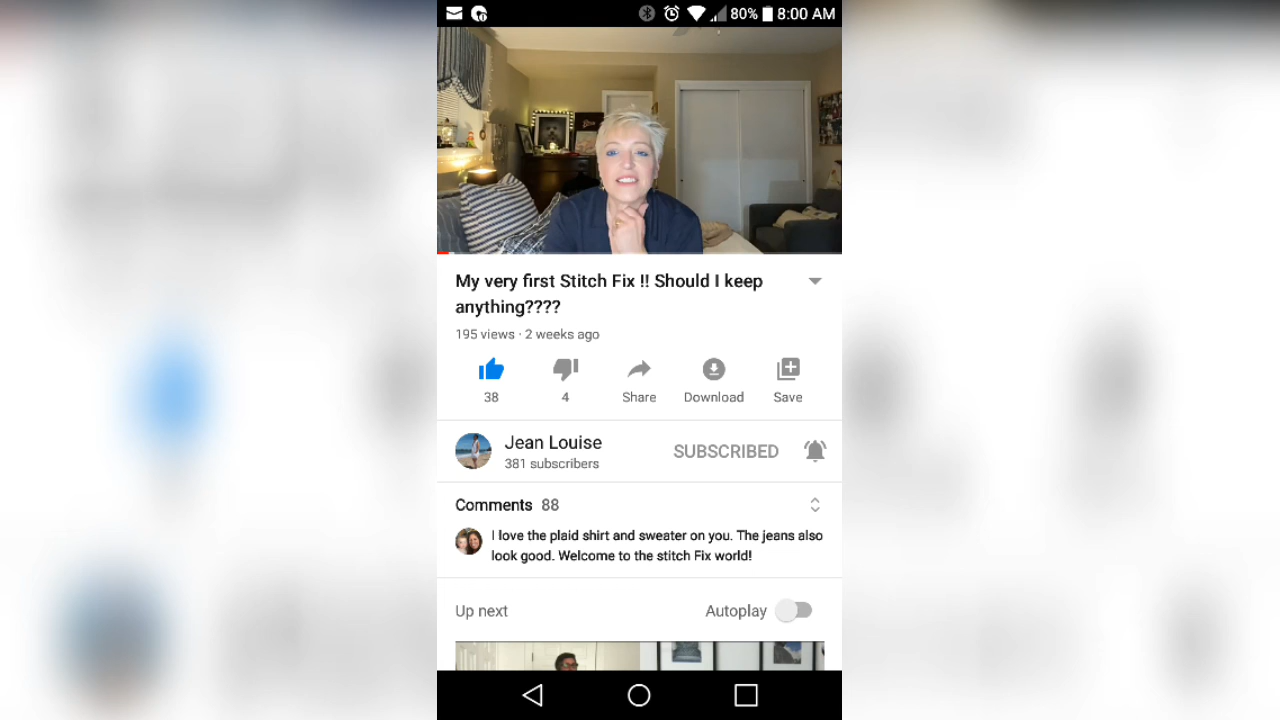 80% 8:00 AM
My very first Stitch Fix !! Should I keep
anything????
195 views · 2 weeks ago
38
4
Share
Download
Save
Jean Louise
SUBSCRIBED
381 subscribers
Comments 88
I love the plaid shirt and sweater on you. The jeans also
look good. Welcome to the stitch Fix world!
Up next
Autoplay